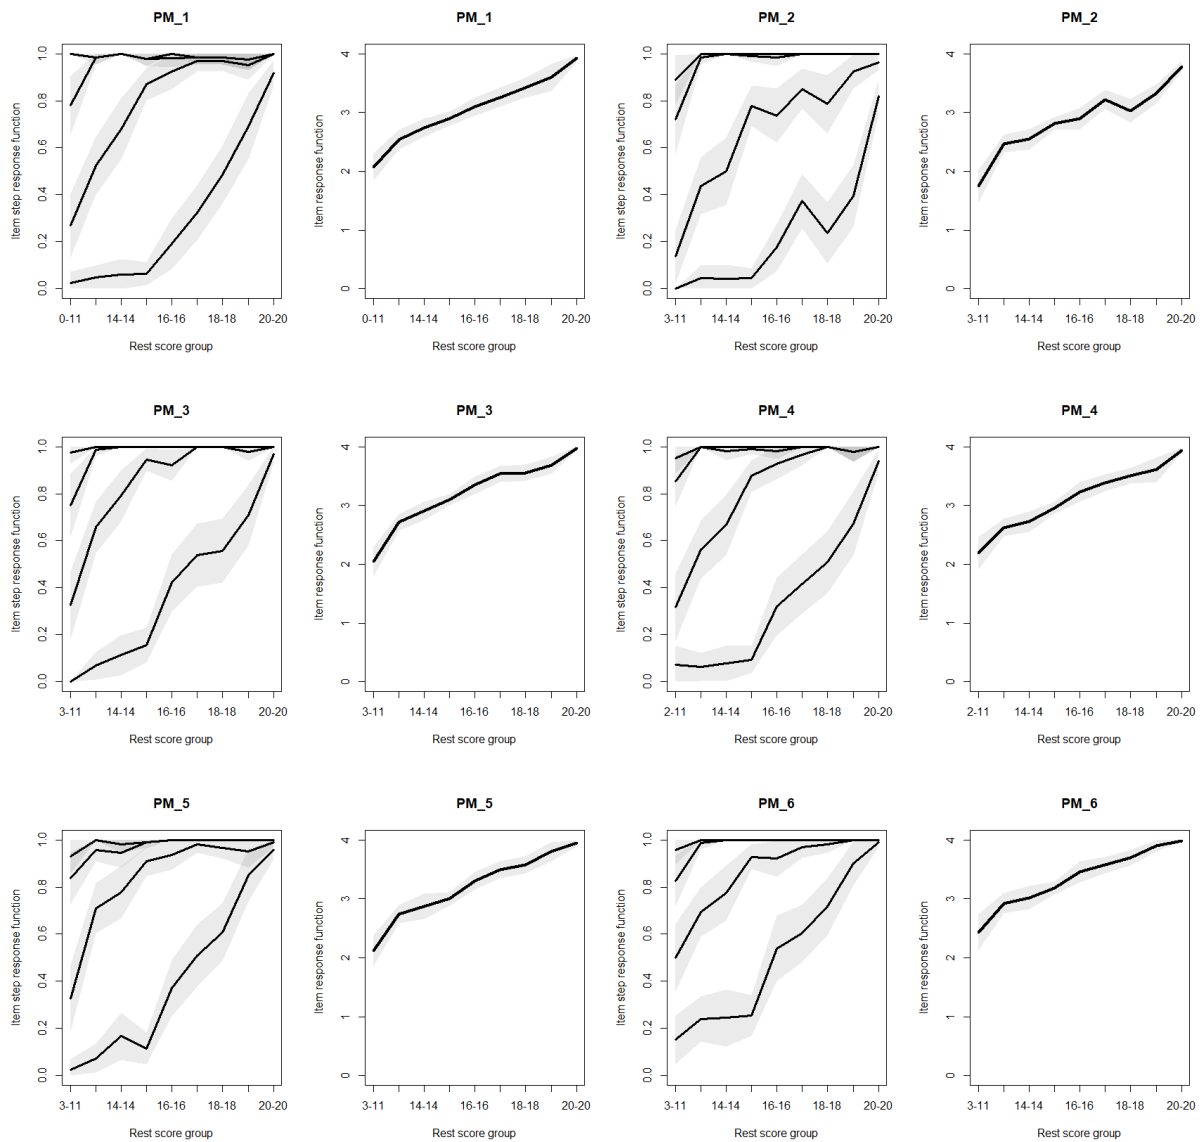 PM_1
Item step response function
1.0
0.8
0.6
0.4
0.2
0.0
0-11 14-14 16-16 18-18 20-20
Rest score group
PM_1
Item response function
4
3
2
1
0
0-11 14-14 16-16 18-18 20-20
Rest score group
PM_2
Item step response function
1.0
0.8
0.6
0.4
0.2
0.0
3-11 14-14 16-16 18-18 20-20
Rest score group
PM_2
Item response function
4
3
2
1
0
3-11 14-14 16-16 18-18 20-20
Rest score group
PM_3
Item step response function
1.0
0.8
0.6
0.4
0.2
0.0
3-11 14-14 16-16 18-18 20-20
Rest score group
PM_3
Item response function
4
3
2
1
0
3-11 14-14 16-16 18-18 20-20
Rest score group
PM_4
Item step response function
1.0
0.8
0.6
0.4
0.2
0.0
2-11 14-14 16-16 18-18 20-20
Rest score group
PM_4
Item response function
4
3
2
1
0
2-11 14-14 16-16 18-18 20-20
Rest score group
PM_5
Item step response function
1.0
0.8
0.6
0.4
0.2
0.0
3-11 14-14 16-16 18-18 20-20
Rest score group
PM_5
Item response function
4
3
2
1
0
3-11 14-14 16-16 18-18 20-20
Rest score group
PM_6
Item step response function
1.0
0.8
0.6
0.4
0.2
0.0
3-11 14-14 16-16 18-18 20-20
Rest score group
PM_6
Item response function
4
3
2
1
0
3-11 14-14 16-16 18-18 20-20
Rest score group